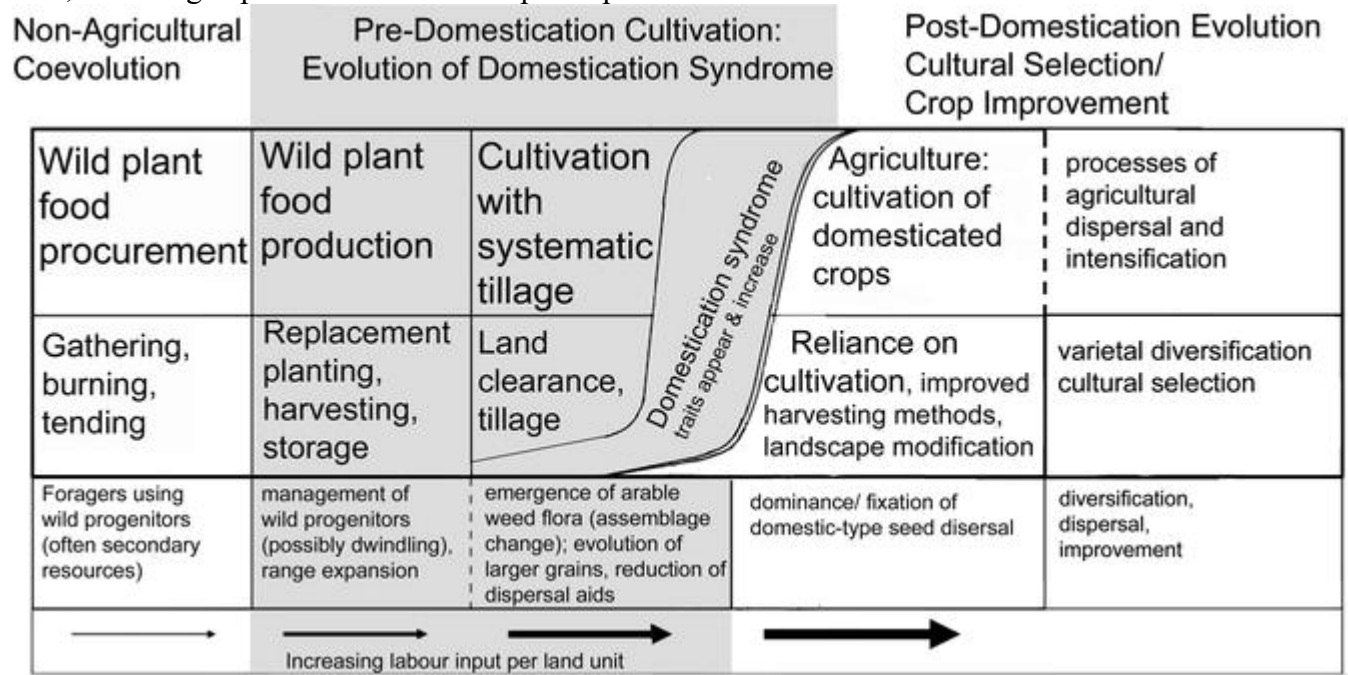 Non-Agricultural
Coevolution
Pre-Domestication Cultivation:
Evolution of Domestication Syndrome
Post-Domestication Evolution
Cultural Selection/
Crop Improvement
Wild plant
food
procurement
Wild plant
food
production
Cultivation
with
systematic
tillage
Domestication syndrome
traits appear & increase
Agriculture:
cultivation of
domesticated
crops
processes of
agricultural
dispersal and
intensification
Gathering,
burning,
tending
Replacement
planting,
harvesting,
storage
Land
clearance,
tillage
Reliance on
cultivation, improved
harvesting methods,
landscape modification
varietal diversification
cultural selection
Foragers using
wild progenitors
(often secondary
resources)
management of
wild progenitors
(possibly dwindling),
range expansion
emergence of arable
weed flora (assemblage
change); evolution of
larger grains, reduction of
dispersal aids
dominance/ fixation of
domestic-type seed disersal
diversification,
dispersal,
improvement
Increasing labour input per land unit